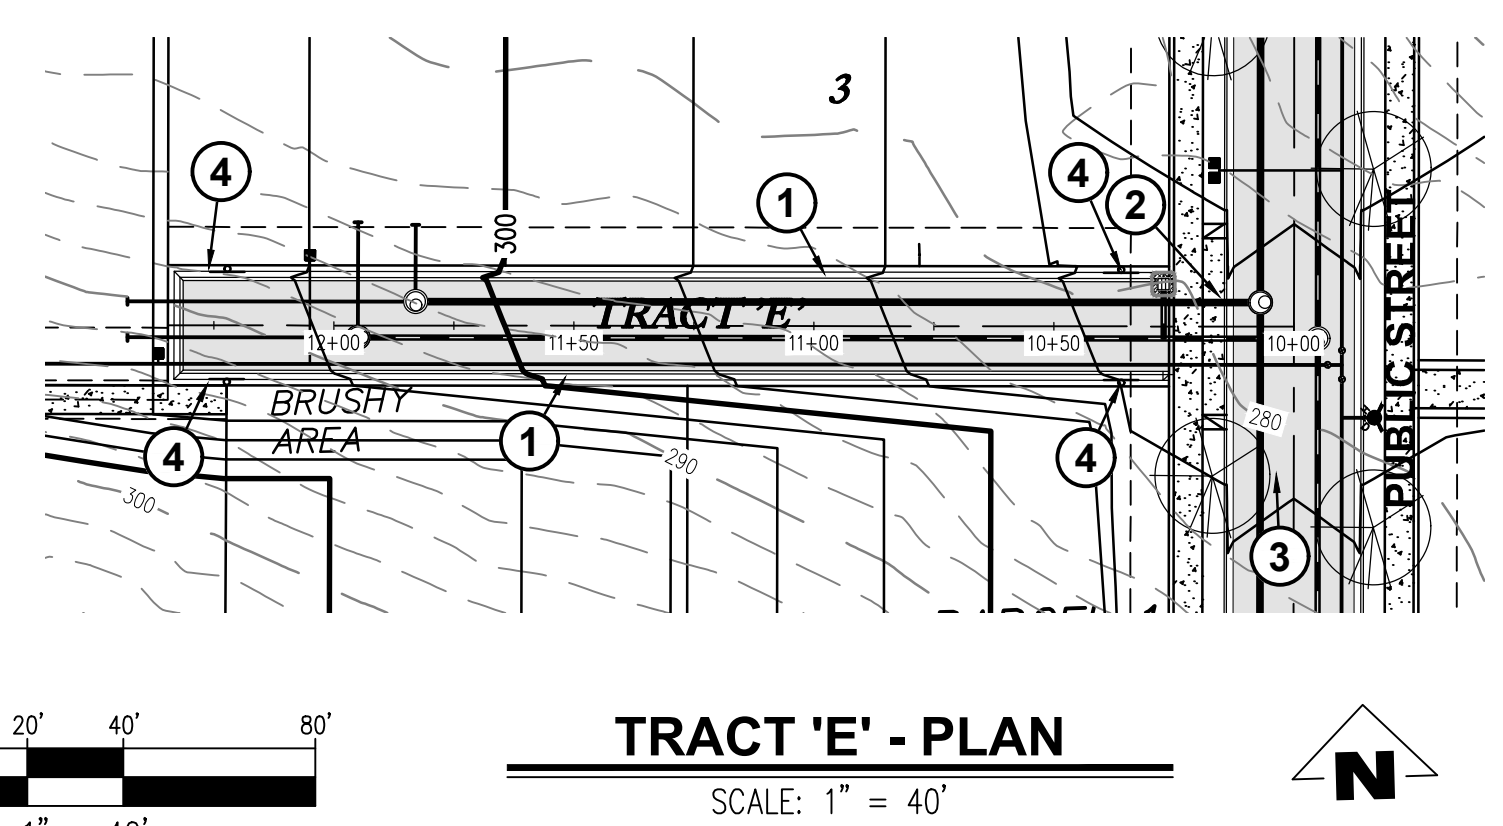 3
4
1
4
2
300
TRACT 'E'
12+00
11+50
11+00
10+50
10+00
PUBLIC STREET
BRUSHY
AREA
4
1
4
280
290
300
3
20' 40' 80'
TRACT 'E' - PLAN
SCALE: 1" = 40'
N